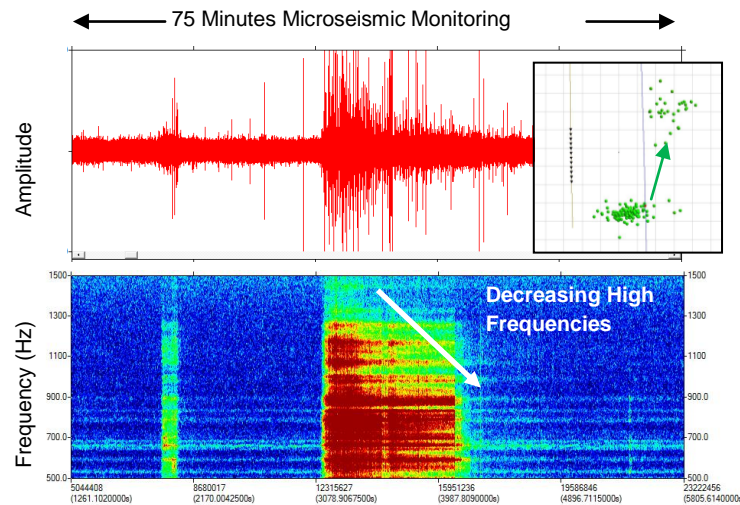 75 Minutes Microseismic Monitoring
Amplitude
1500
1300
1100
900.0
700.0
500.0
Frequency (Hz)
Decreasing High
Frequencies
1500
1300
1100
900.0
700.0
500.0
5044408 8680017 12315627 15951236 19586846 23222456
(1261.1020000s) (2170.0042500s) (3078.9067500s) (3987.8090000s) (4896.7115000s) (5805.6140000s)